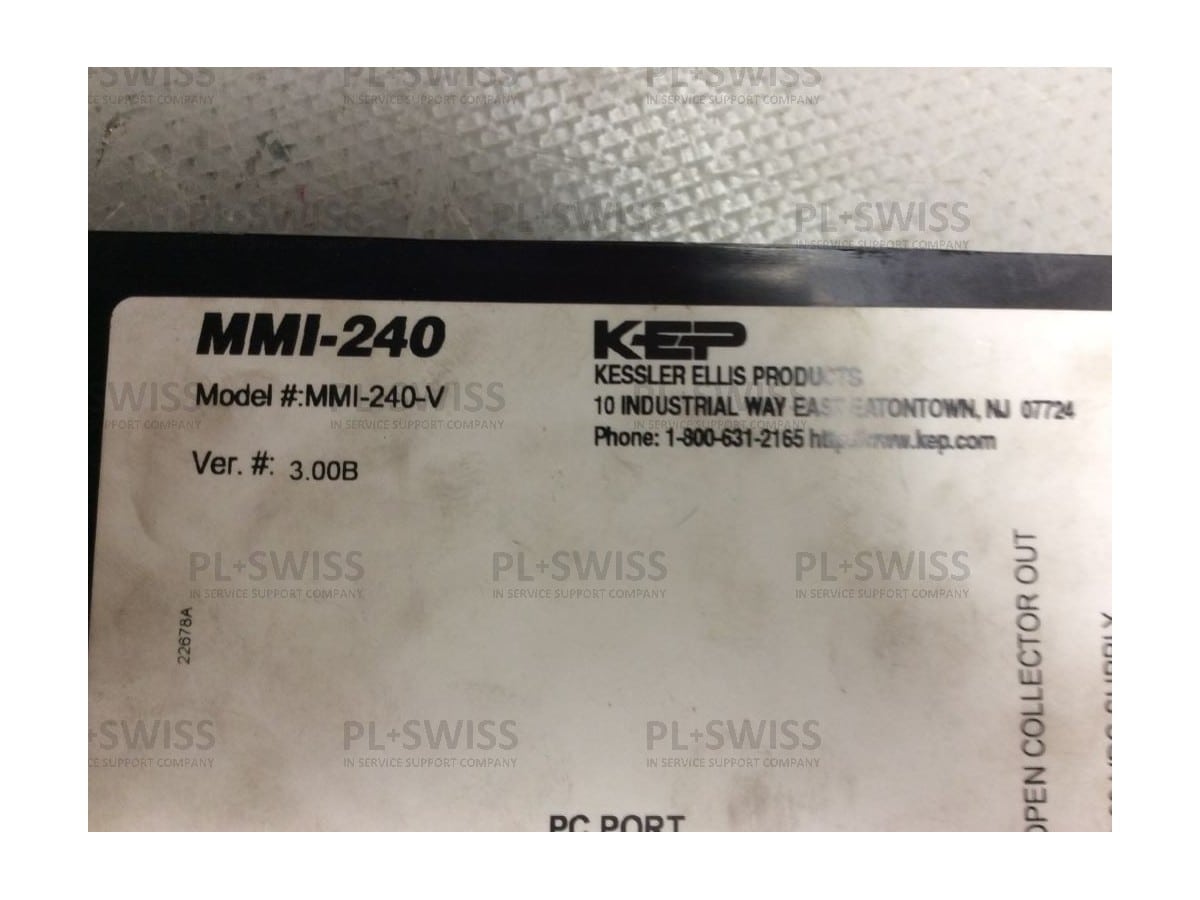 MMI-240
Model #:MMI-240-V
Ver. #: 3.00B
KEP
KESSLER ELLIS PRODUCTS
10 INDUSTRIAL WAY EAST EATONTOWN, NJ 07724
Phone: 1-800-631-2165 http://www.kep.com
22678A
OPEN COLLECTOR OUT
SUPPLY
PC PORT
PL+SWISS
IN SERVICE SUPPORT COMPANY